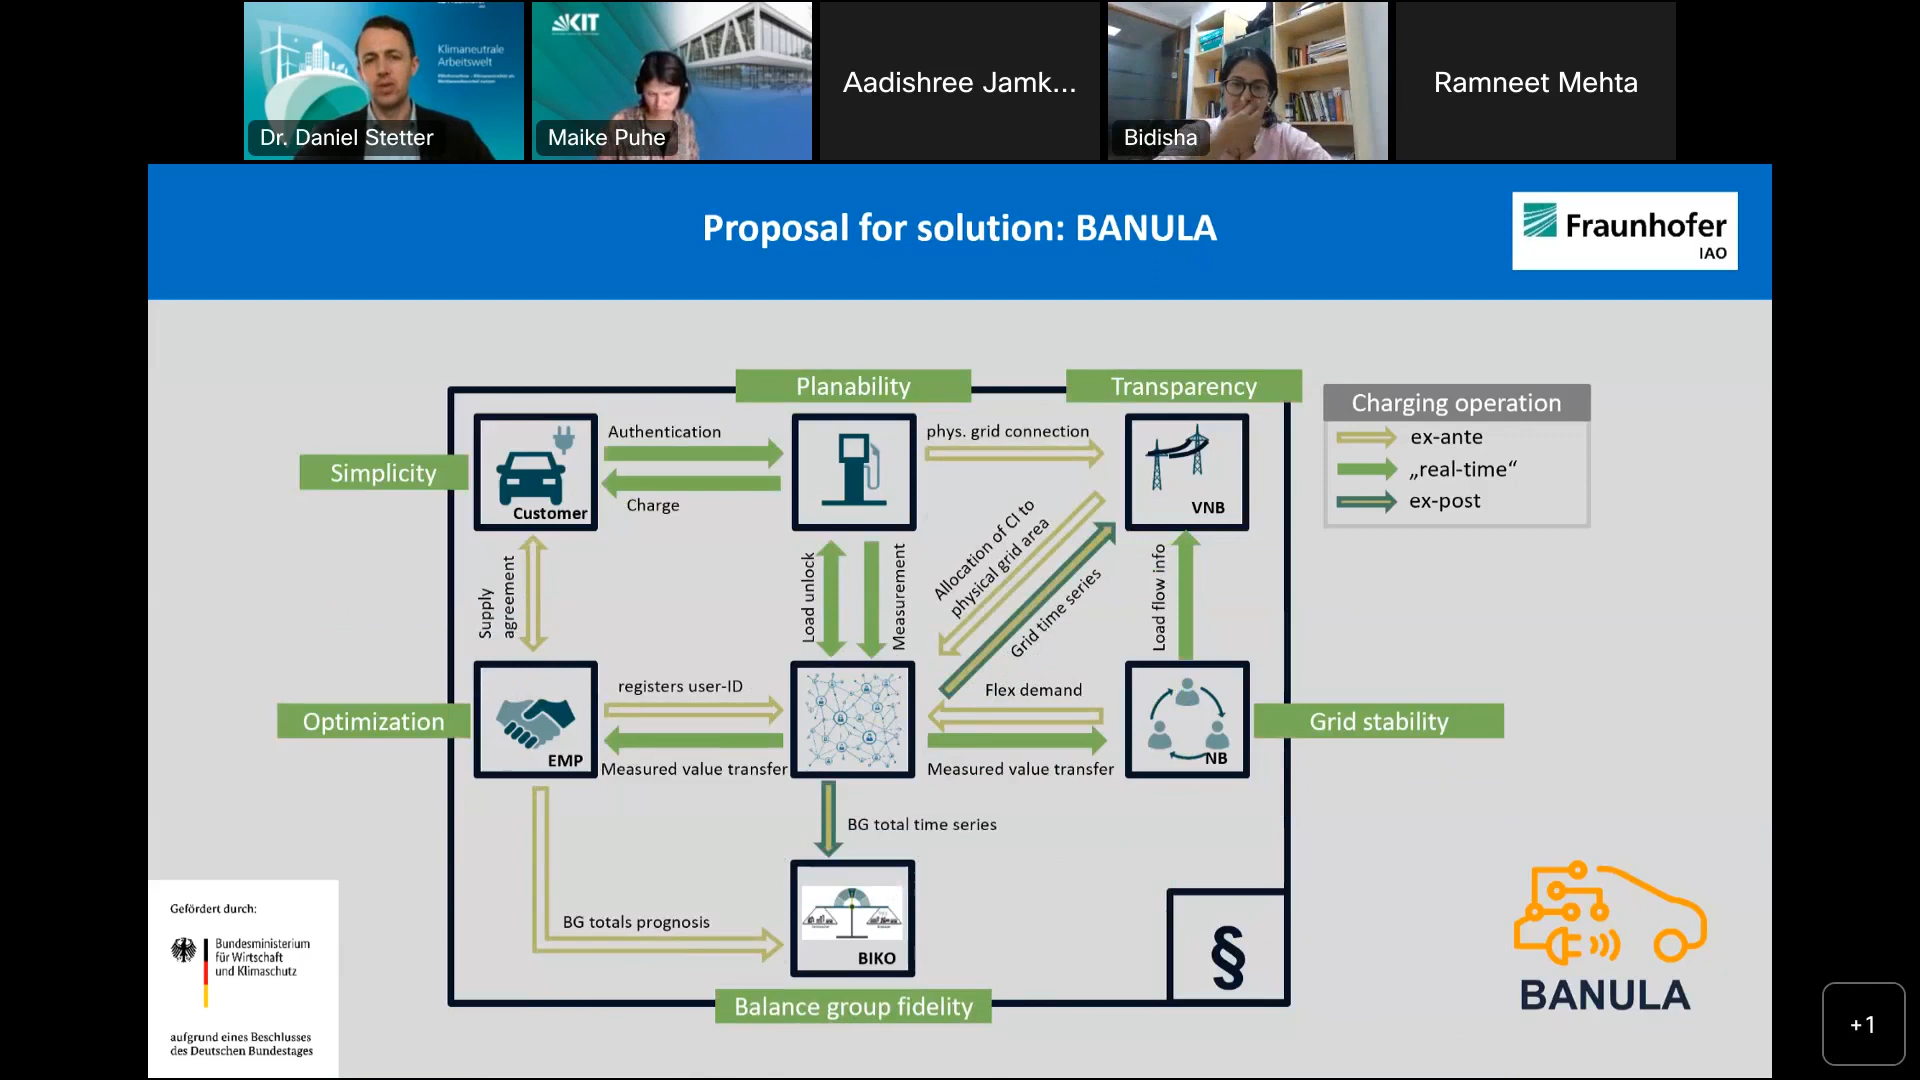 Klimaneutrale
Arbeitswelt
Dr. Daniel Stetter
KIT
Maike Puhe
Aadishree Jamk...
Bidisha
Ramneet Mehta
Proposal for solution: BANULA
Fraunhofer
IAO
Planability
Transparency
Charging operation
ex-ante
„real-time“
ex-post
Simplicity
Customer
Authentication
Charge
phys. grid connection
VNB
Supply
agreement
Load unlock
Measurement
Allocation of CI to
physical grid area
Grid time series
Load flow info
Optimization
EMP
registers user-ID
Measured value transfer
Flex demand
Measured value transfer
NB
Grid stability
BG total time series
BG totals prognosis
BIKO
§
Balance group fidelity
Gefördert durch:
Bundesministerium
für Wirtschaft
und Klimaschutz
aufgrund eines Beschlusses
des Deutschen Bundestages
BANULA
+1